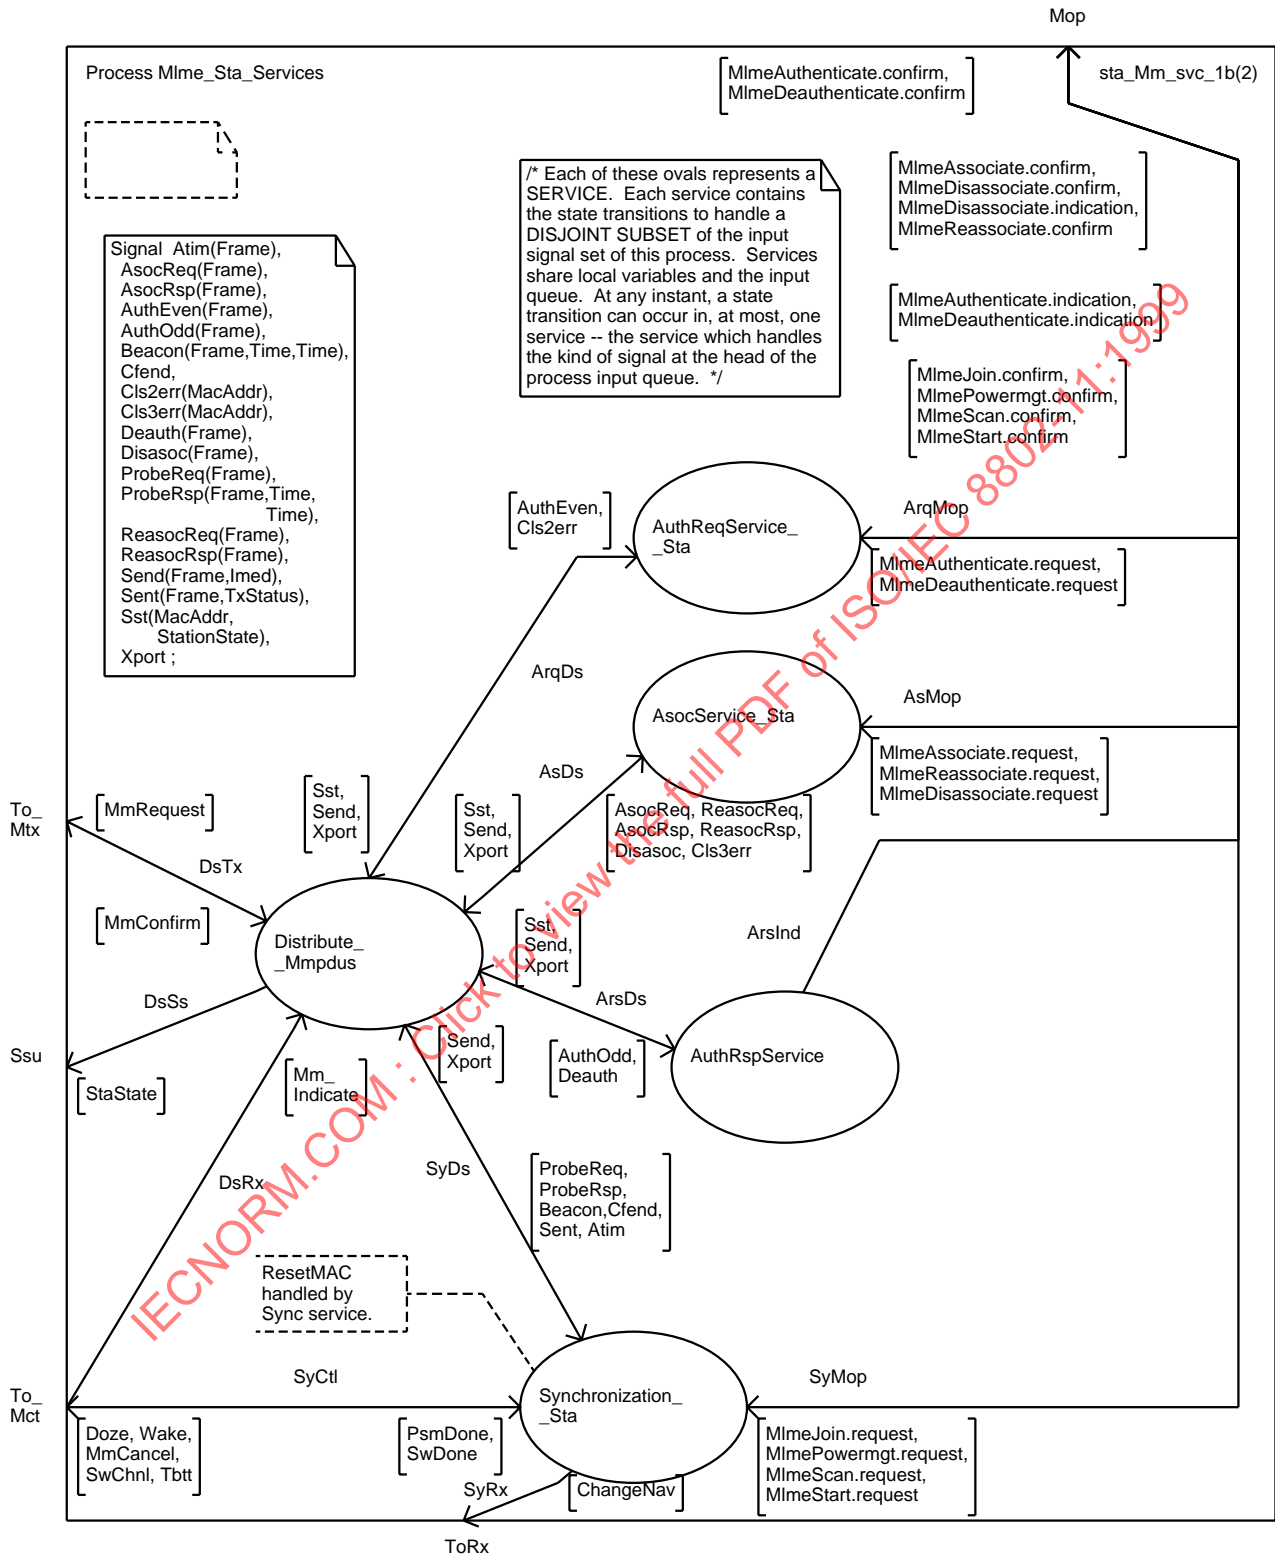 Mop
Process Mlme_Sta_Services
MlmeAuthenticate.confirm,
MlmeDeauthenticate.confirm
sta_Mm_svc_1b(2)
/* Each of these ovals represents a
SERVICE.  Each service contains
the state transitions to handle a
DISJOINT SUBSET of the input
signal set of this process.  Services
share local variables and the input
queue.  At any instant, a state
transition can occur in, at most, one
service -- the service which handles
the kind of signal at the head of the
process input queue.  */
MlmeAssociate.confirm,
MlmeDisassociate.confirm,
MlmeDisassociate.indication,
MlmeReassociate.confirm
Signal  Atim(Frame),
AsocReq(Frame),
AsocRsp(Frame),
AuthEven(Frame),
AuthOdd(Frame),
Beacon(Frame,Time,Time),
Cfend,
Cls2err(MacAddr),
Cls3err(MacAddr),
Deauth(Frame),
Disasoc(Frame),
ProbeReq(Frame),
ProbeRsp(Frame,Time,
Time),
ReasocReq(Frame),
ReasocRsp(Frame),
Send(Frame,Imed),
Sent(Frame,TxStatus),
Sst(MacAddr,
StationState),
Xport ;
MlmeAuthenticate.indication,
MlmeDeauthenticate.indication
MlmeJoin.confirm,
MlmePowermgt.confirm,
MlmeScan.confirm,
MlmeStart.confirm
AuthEven,
Cls2err
AuthReqService_
_Sta
ArqMop
MlmeAuthenticate.request,
MlmeDeauthenticate.request
ArqDs
AsocService_Sta
AsMop
MlmeAssociate.request,
MlmeReassociate.request,
MlmeDisassociate.request
AsDs
To_
Mtx
MmRequest
Sst,
Send,
Xport
Sst,
Send,
Xport
AsocReq, ReasocReq,
AsocRsp, ReasocRsp,
Disasoc, Cls3err
DsTx
MmConfirm
Distribute_
_Mmpdus
Sst,
Send,
Xport
ArsInd
DsSs
ArsDs
Ssu
StaState
Mm_
Indicate
Send,
Xport
AuthOdd,
Deauth
AuthRspService
DsRx
SyDs
ProbeReq,
ProbeRsp,
Beacon,Cfend,
Sent, Atim
ResetMAC
handled by
Sync service.
SyCtl
SyMop
To_
Mct
Synchronization_
_Sta
Doze, Wake,
MmCancel,
SwChnl, Tbtt
PsmDone,
SwDone
MlmeJoin.request,
MlmePowermgt.request,
MlmeScan.request,
MlmeStart.request
SyRx
ChangeNav
ToRx
IECNORM.COM : Click to view the full PDF of ISO/IEC 8802-11:1999